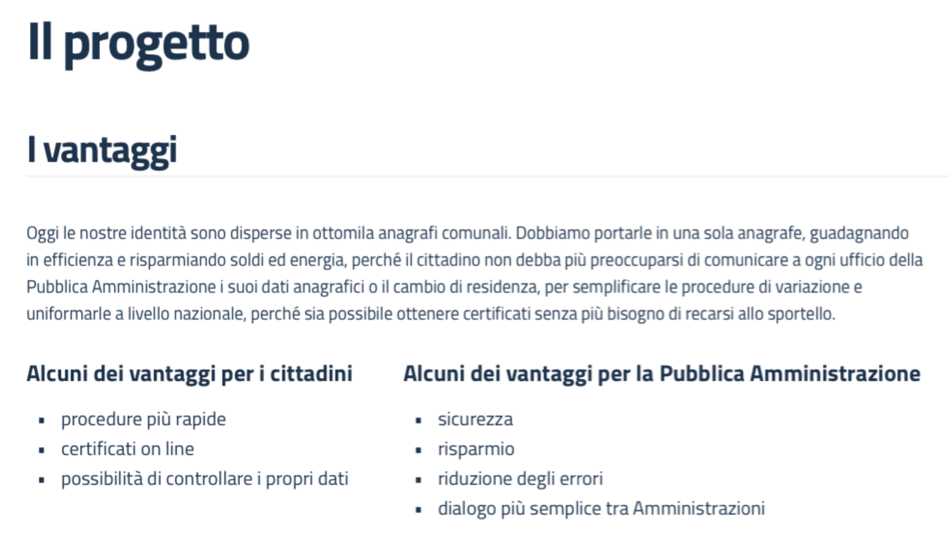 Il progetto
I vantaggi
Oggi le nostre identità sono disperse in ottomila anagrafi comunali. Dobbiamo portarle in una sola anagrafe, guadagnando
in efficienza e risparmiando soldi ed energia, perché il cittadino non debba più preoccuparsi di comunicare a ogni ufficio della
Pubblica Amministrazione i suoi dati anagrafici o il cambio di residenza, per semplificare le procedure di variazione e
uniformarle a livello nazionale, perché sia possibile ottenere certificati senza più bisogno di recarsi allo sportello.
Alcuni dei vantaggi per i cittadini
▪ procedure più rapide
▪ certificati on line
▪ possibilità di controllare i propri dati
Alcuni dei vantaggi per la Pubblica Amministrazione
▪ sicurezza
▪ risparmio
▪ riduzione degli errori
▪ dialogo più semplice tra Amministrazioni